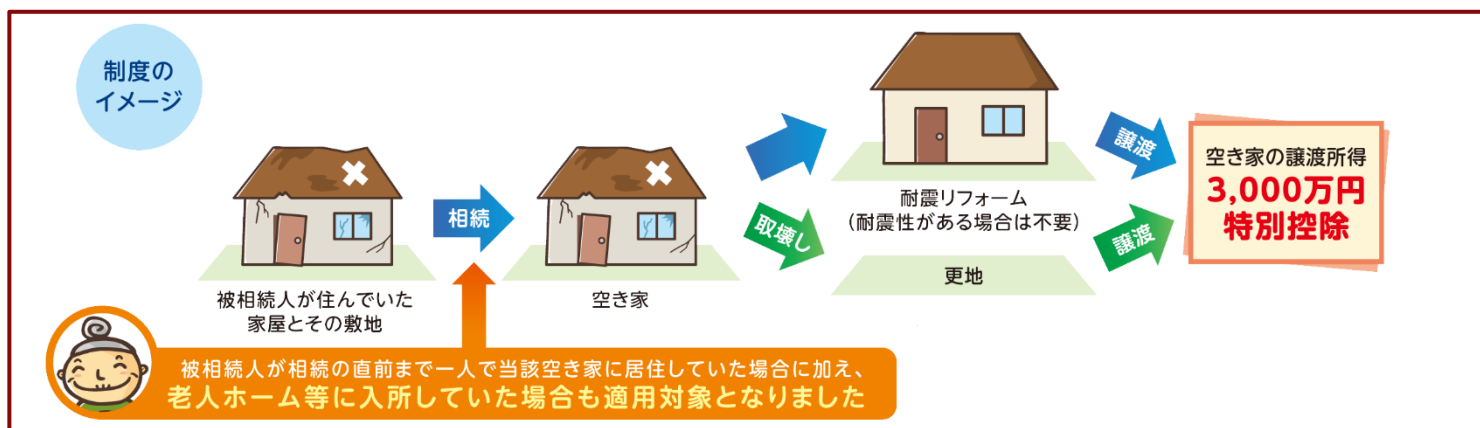 制度の
イメージ
被相続人が住んでいた
家屋とその敷地
相続
空き家
耐震リフォーム
（耐震性がある場合は不要）
取壊し
更地
譲渡
譲渡
空き家の譲渡所得
3,000万円
特別控除
被相続人が相続の直前まで一人で当該空き家に居住していた場合に加え、
老人ホーム等に入所していた場合も適用対象となりました